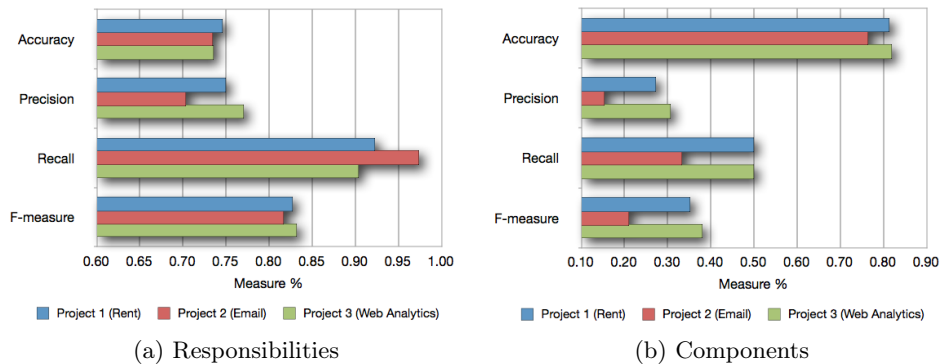 Accuracy
Precision
Recall
F-measure
0.60 0.65 0.70 0.75 0.80 0.85 0.90 0.95 1.00
Measure %
Project 1 (Rent) Project 2 (Email) Project 3 (Web Analytics)
(a) Responsibilities
Accuracy
Precision
Recall
F-measure
0.10 0.20 0.30 0.40 0.50 0.60 0.70 0.80 0.90
Measure %
Project 1 (Rent) Project 2 (Email) Project 3 (Web Analytics)
(b) Components